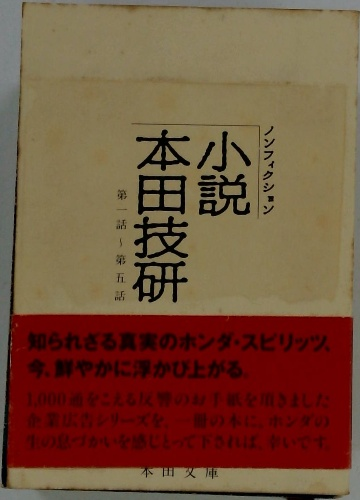 ノンフィクション
小説
本田技研
第一話～第五話
知られざる真実のホンダ・スピリッツ、
今、鮮やかに浮かび上がる。
1,000通をこえる反響のお手紙を頂きました
企業広告シリーズを、一冊の本に。ホンダの
生の息づかいを感じとって下されば、幸いです。
本田文庫